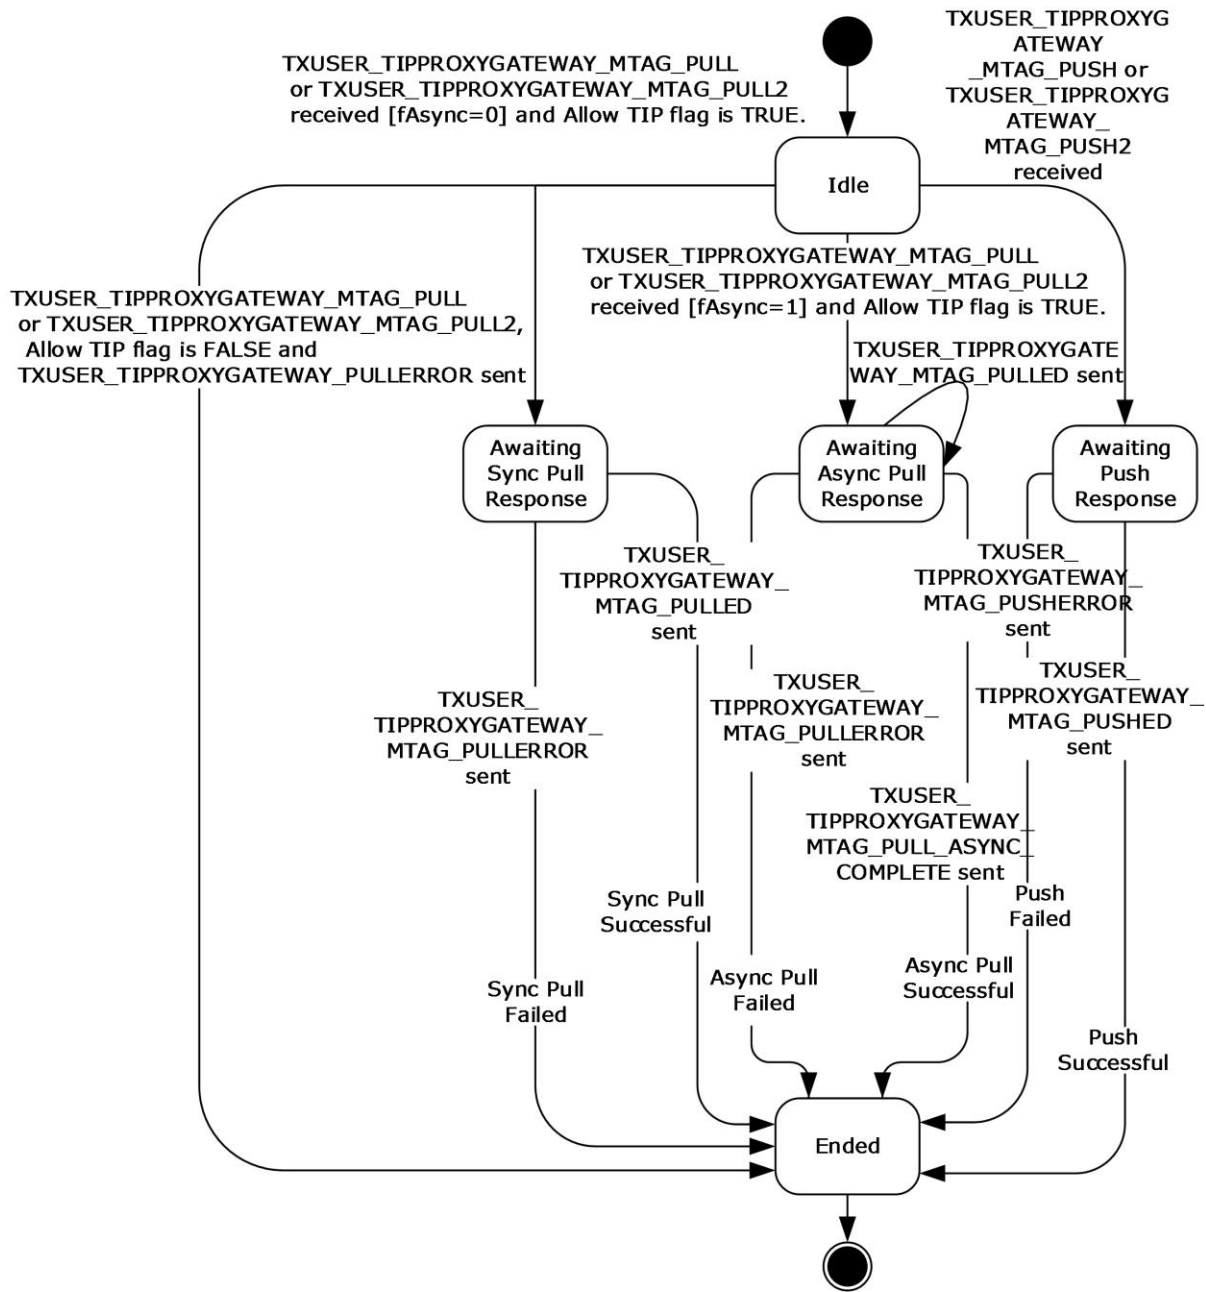 TXUSER_TIPPROXYG
ATEWAY
_MTAG_PUSH or
TXUSER_TIPPROXYG
ATEWAY_
MTAG_PUSH2
received
TXUSER_TIPPROXYGATEWAY_MTAG_PULL
or TXUSER_TIPPROXYGATEWAY_MTAG_PULL2
received [fAsync=0] and Allow TIP flag is TRUE.
Idle
TXUSER_TIPPROXYGATEWAY_MTAG_PULL
or TXUSER_TIPPROXYGATEWAY_MTAG_PULL2
received [fAsync=1] and Allow TIP flag is TRUE.
TXUSER_TIPPROXYGATEWAY_MTAG_PULL
or TXUSER_TIPPROXYGATEWAY_MTAG_PULL2,
Allow TIP flag is FALSE and
TXUSER_TIPPROXYGATEWAY_PULLERROR sent
TXUSER_TIPPROXYGATE
WAY_MTAG_PULLED sent
Awaiting
Sync Pull
Response
Awaiting
Async Pull
Response
Awaiting
Push
Response
TXUSER_
TIPPROXYGATEWAY_
MTAG_PULLED
sent
TXUSER_
TIPPROXYGATEWAY_
MTAG_PUSHERROR
sent
TXUSER_
TIPPROXYGATEWAY_
MTAG_PULLERROR
sent
TXUSER_
TIPPROXYGATEWAY_
MTAG_PULLERROR
sent
TXUSER_
TIPPROXYGATEWAY_
MTAG_PUSHED
sent
TXUSER_
TIPPROXYGATEWAY_
MTAG_PULL_ASYNC_
COMPLETE sent
Sync Pull
Successful
Push
Failed
Sync Pull
Failed
Async Pull
Failed
Async Pull
Successful
Push
Successful
Ended